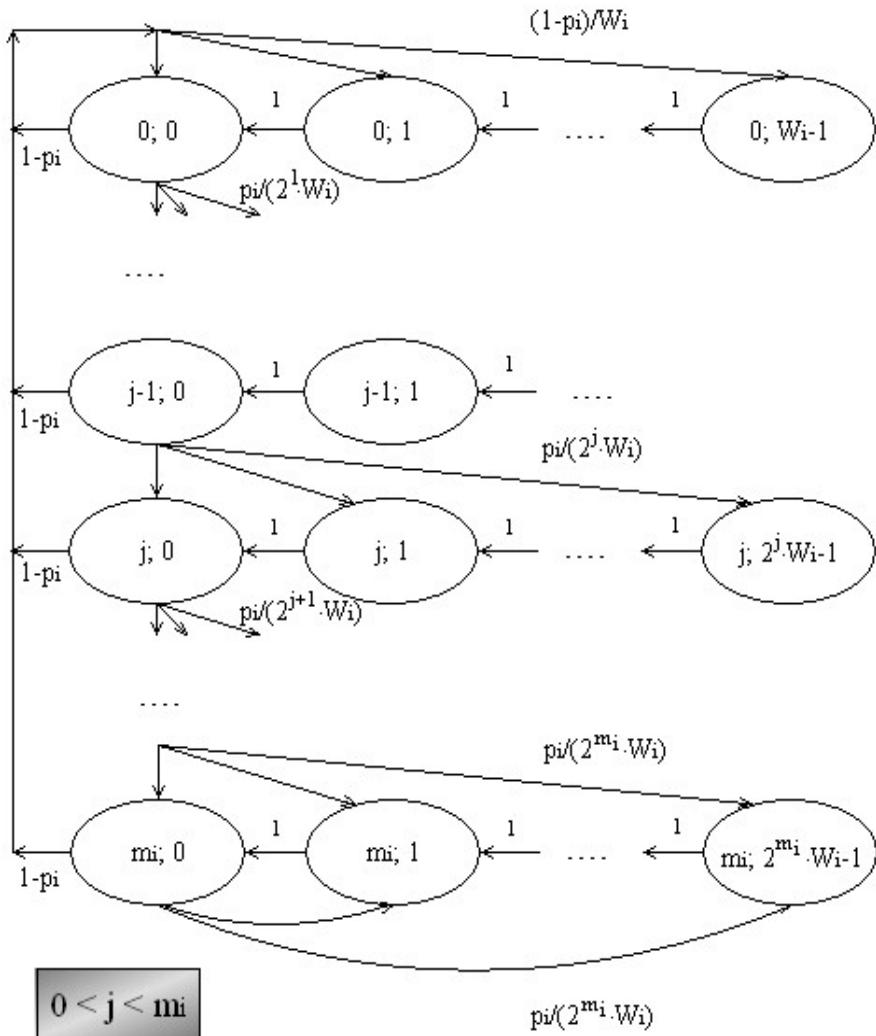 (1-pi)/Wi
1 1 1
0; 0 0; 1 .... 0; Wi-1
1-pi
pi/(2^1·Wi)
....
1 1
j-1; 0 j-1; 1 ....
1-pi
pi/(2^j·Wi)
1 1 1
j; 0 j; 1 .... j; 2^j·Wi-1
1-pi
pi/(2^j+1·Wi)
....
pi/(2^mi·Wi)
1 1 1
mi; 0 mi; 1 .... mi; 2^mi·Wi-1
1-pi
0 < j < mi
pi/(2^mi·Wi)